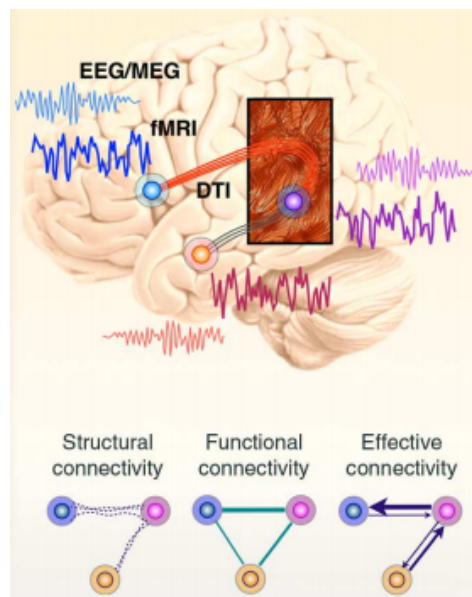 EEG/MEG
fMRI
DTI
Structural connectivity
Functional connectivity
Effective connectivity